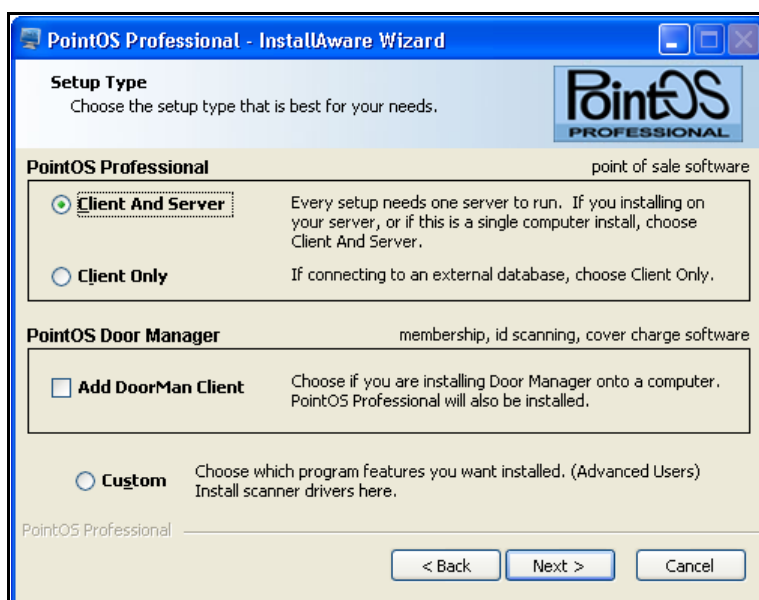 PointOS Professional - InstallAware Wizard
Setup Type
Choose the setup type that is best for your needs.
PointOS
PROFESSIONAL
PointOS Professional point of sale software
Client And Server
Every setup needs one server to run. If you installing on
your server, or if this is a single computer install, choose
Client And Server.
Client Only
If connecting to an external database, choose Client Only.
PointOS Door Manager membership, id scanning, cover charge software
Add DoorMan Client
Choose if you are installing Door Manager onto a computer.
PointOS Professional will also be installed.
Custom
Choose which program features you want installed. (Advanced Users)
Install scanner drivers here.
PointOS Professional
< Back Next > Cancel